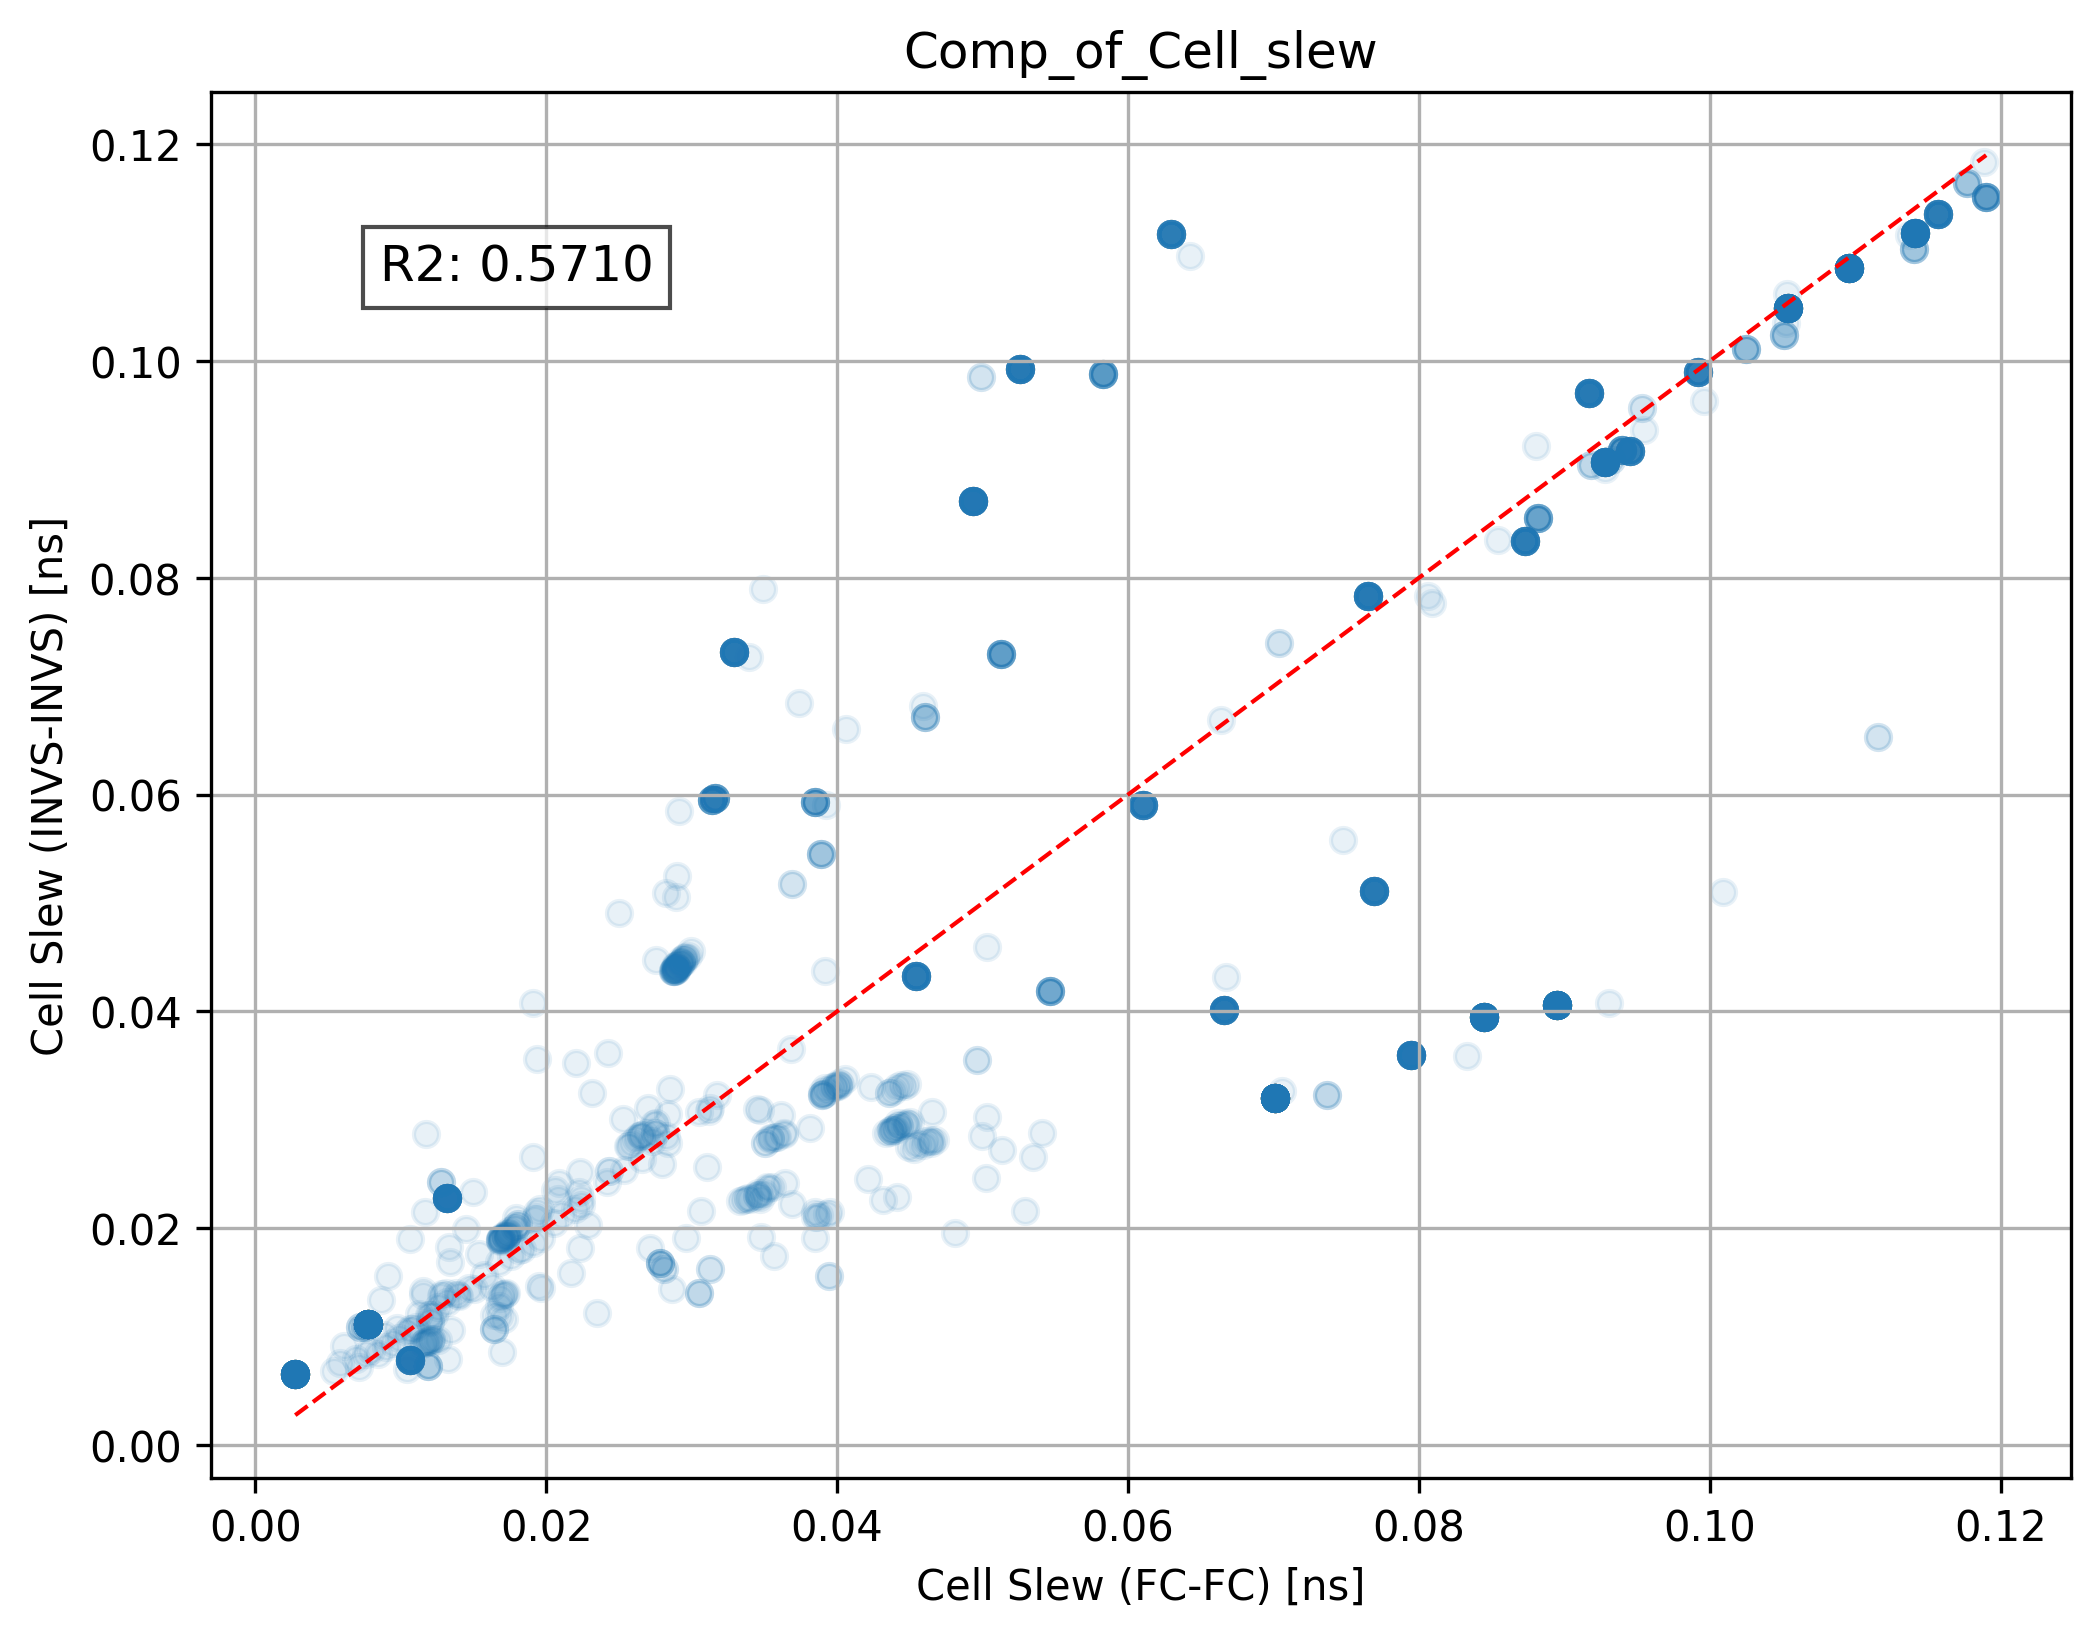 Comp_of_Cell_slew
R2: 0.5710
Cell Slew (INVS-INVS) [ns]
0.12
0.10
0.08
0.06
0.04
0.02
0.00
0.00 0.02 0.04 0.06 0.08 0.10 0.12
Cell Slew (FC-FC) [ns]